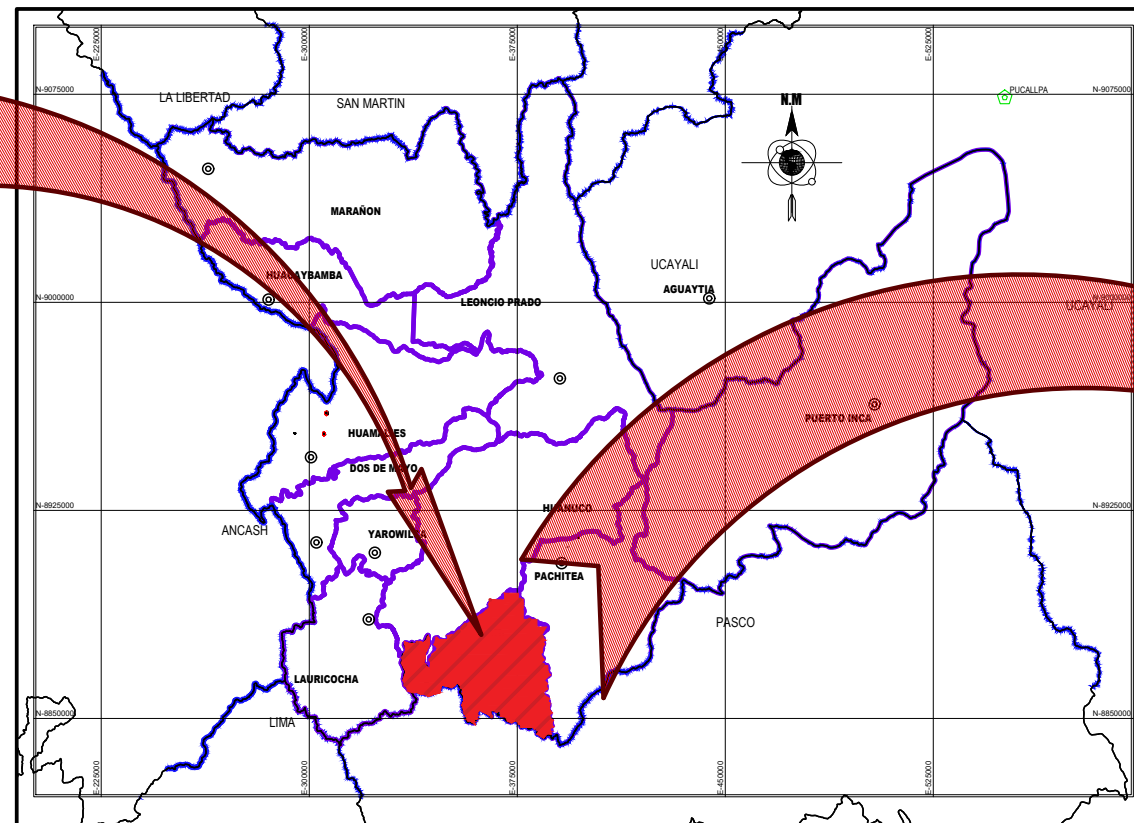 E-225000
E-300000
E-375000
E-450000
E-525000
N-9075000
N-9075000
LA LIBERTAD
SAN MARTIN
N.M
PUCALLPA
MARAÑON
UCAYALI
HUACAYBAMBA
AGUAYTIA
LEONCIO PRADO
N-9000000
N-9000000
UCAYALI
PUERTO INCA
HUAMALIES
DOS DE MAYO
N-8925000
N-8925000
HUANUCO
ANCASH
YAROWILCA
PACHITEA
PASCO
LAURICOCHA
LIMA
N-8850000
N-8850000
E-225000
E-300000
E-375000
E-450000
E-525000